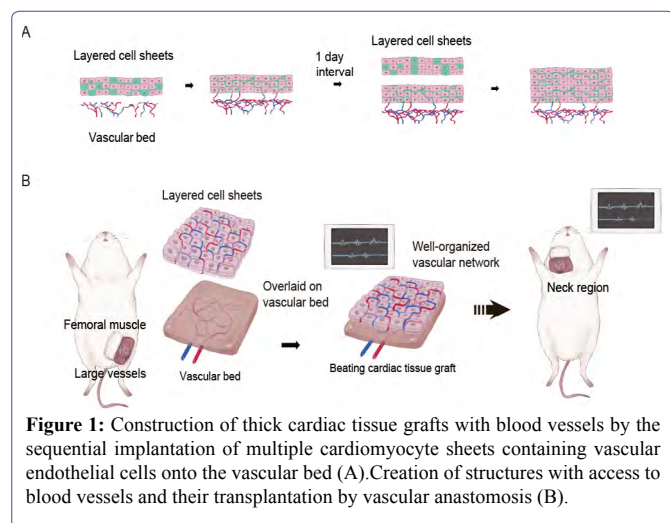 A
Layered cell sheets
Vascular bed
1 day
interval
Layered cell sheets
B
Layered cell sheets
Femoral muscle
Large vessels
Vascular bed
Overlaid on
vascular bed
Well-organized
vascular network
Beating cardiac tissue graft
Neck region
Figure 1: Construction of thick cardiac tissue grafts with blood vessels by the
sequential implantation of multiple cardiomyocyte sheets containing vascular
endothelial cells onto the vascular bed (A).Creation of structures with access to
blood vessels and their transplantation by vascular anastomosis (B).